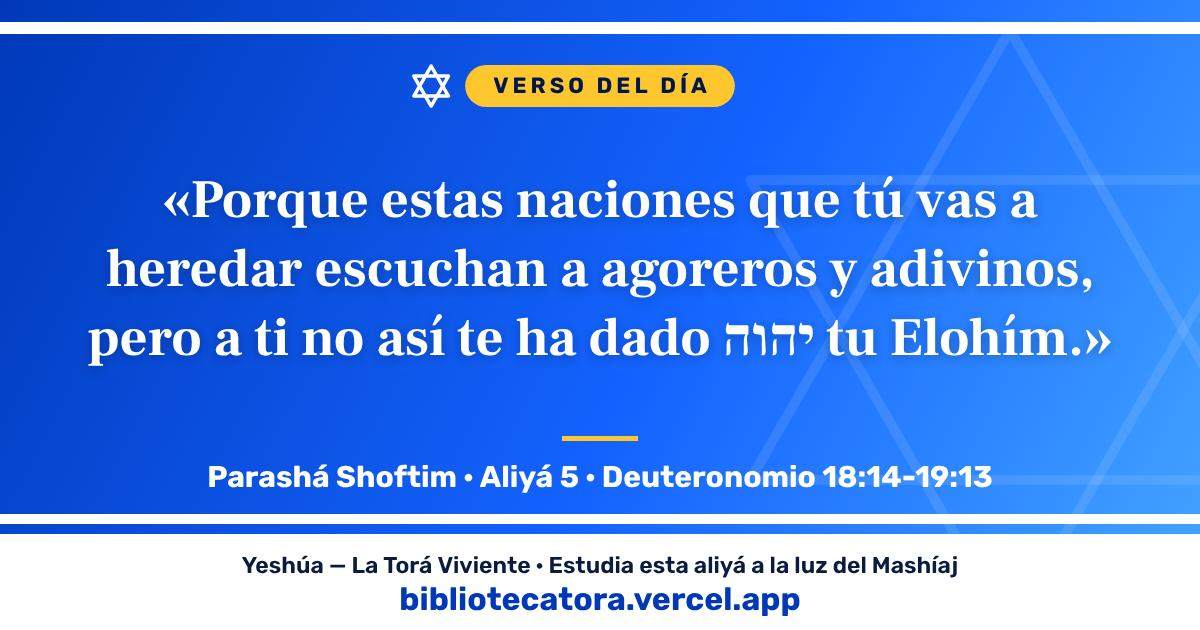 VERSO DEL DÍA
«Porque estas naciones que tú vas a
heredar escuchan a agoreros y adivinos,
pero a ti no así te ha dado יהוה tu Elohím.»
Parashá Shoftim • Aliyá 5 • Deuteronomio 18:14-19:13
Yeshúa — La Torá Viviente • Estudia esta aliyá a la luz del Mashíaj
bibliotecatora.vercel.app